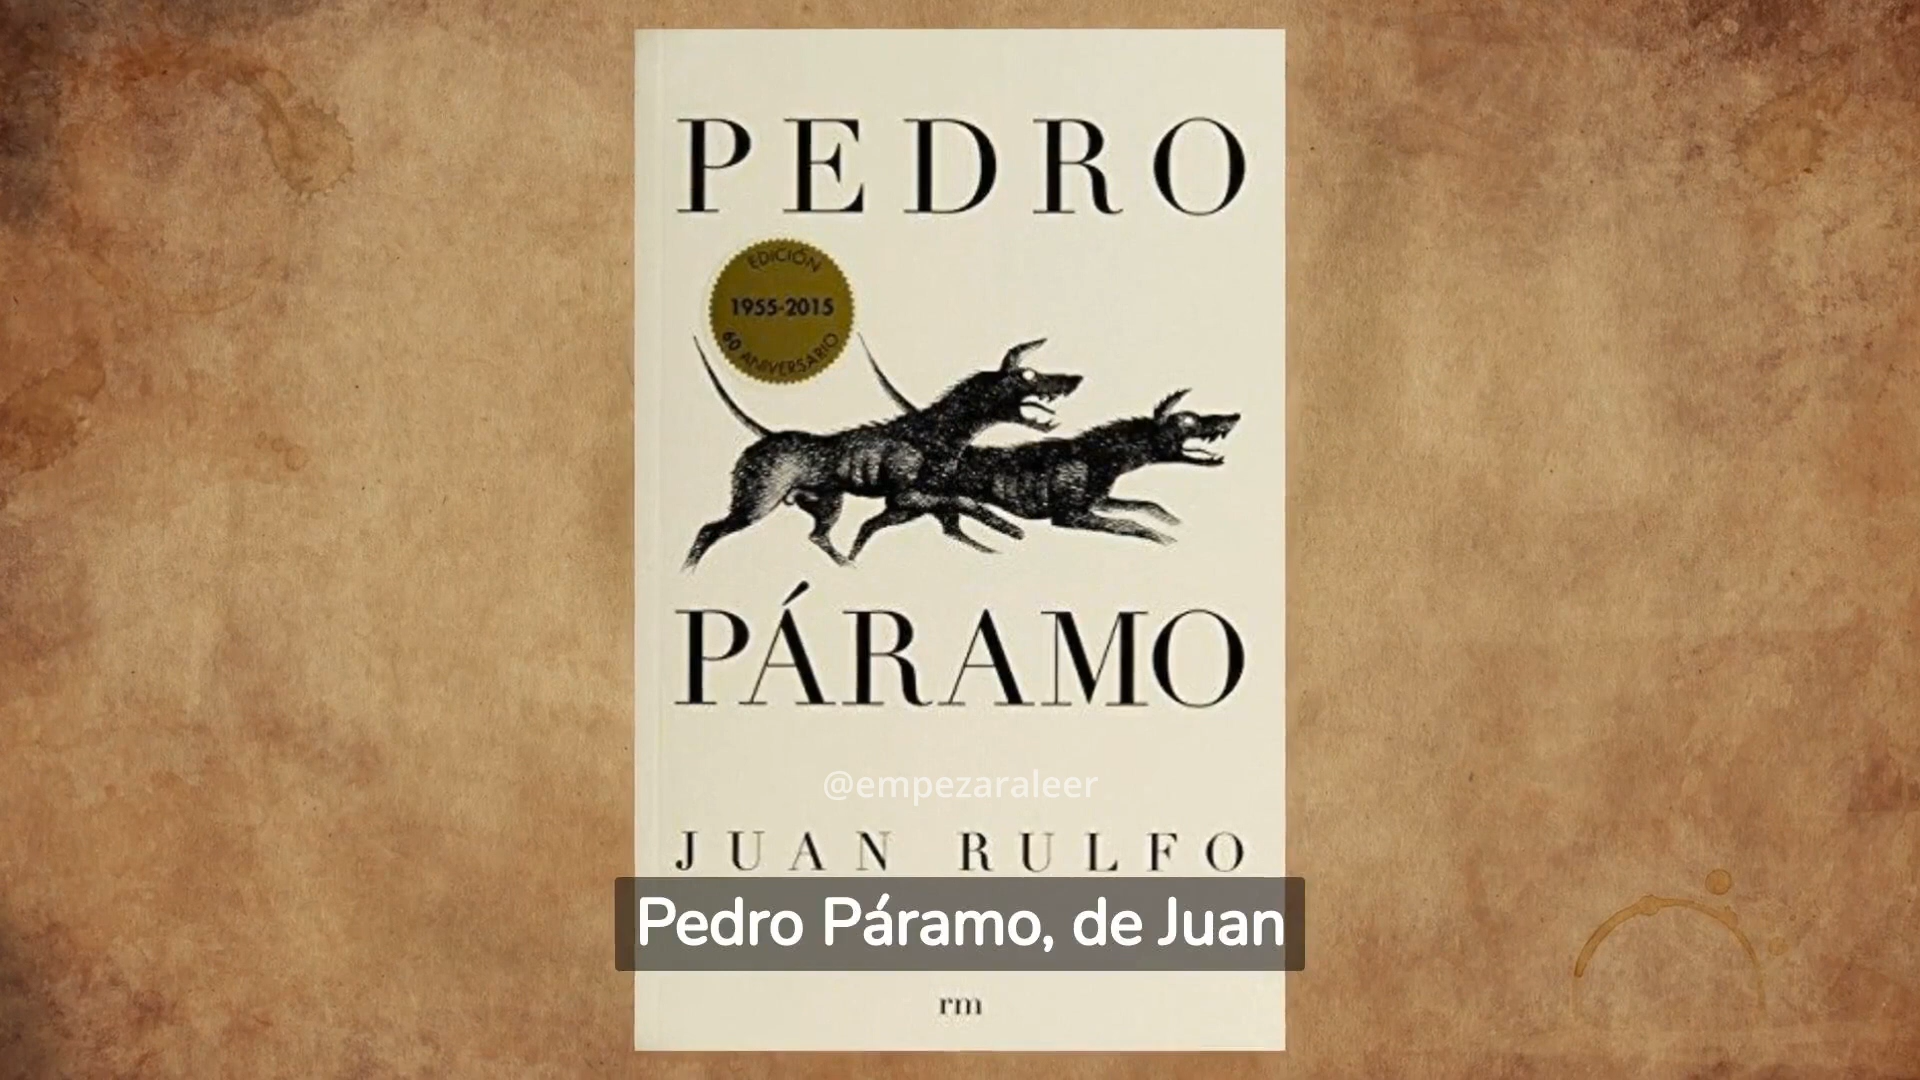 PEDRO
EDICIÓN
1955-2015
60 ANIVERSARIO
PÁRAMO
@empezaraleer
JUAN RULFO
Pedro Páramo, de Juan
rm